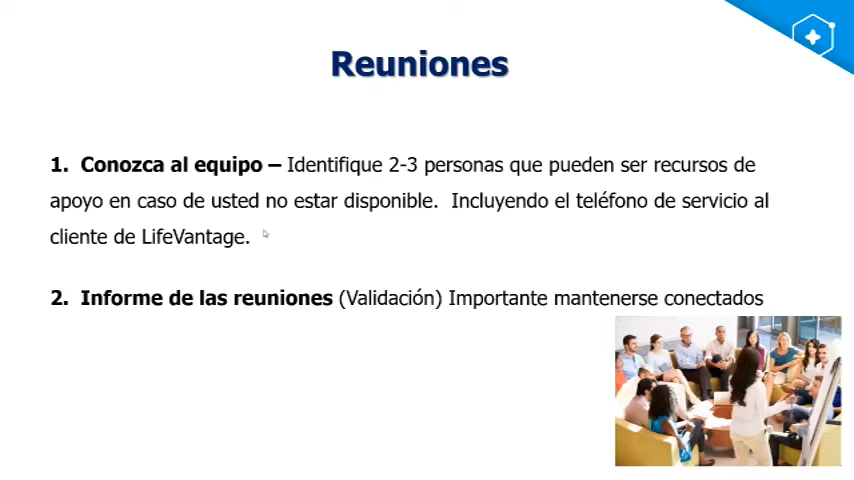 Reuniones
1. Conozca al equipo – Identifique 2-3 personas que pueden ser recursos de
apoyo en caso de usted no estar disponible. Incluyendo el teléfono de servicio al
cliente de LifeVantage.
2. Informe de las reuniones (Validación) Importante mantenerse conectados